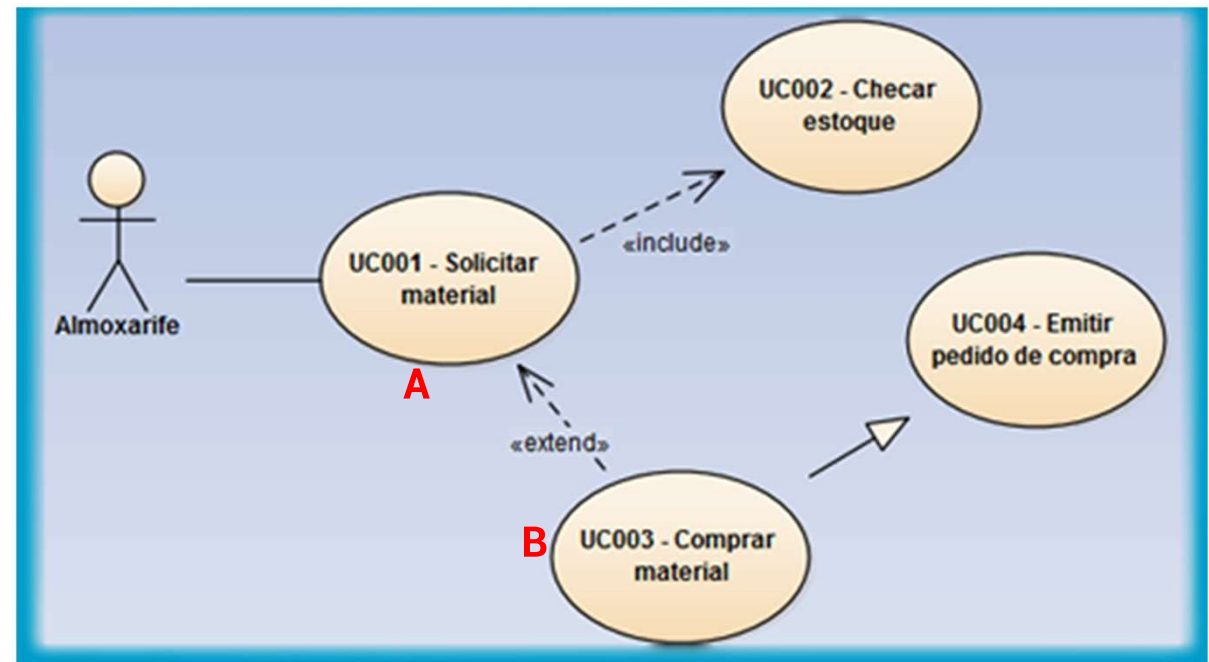 UC002 - Checar
estoque
UC001 - Solicitar
material
«include»
Almoxarife
UC004 - Emitir
pedido de compra
A
«extend»
B
UC003 - Comprar
material